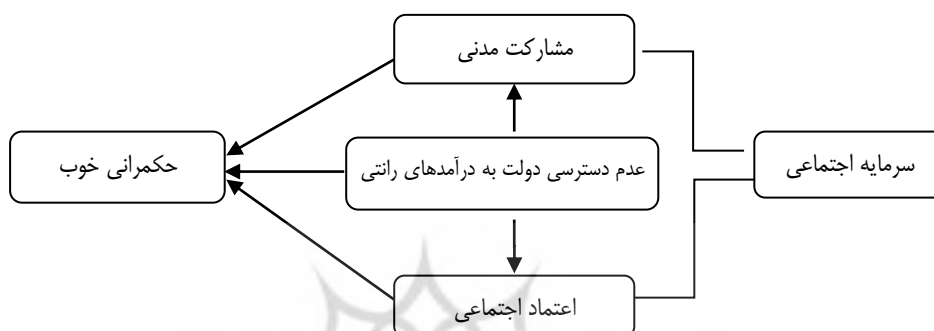 مشارکت مدنی
سرمایه اجتماعی
عدم دسترسی دولت به درآمدهای رانتی
حکمرانی خوب
اعتماد اجتماعی